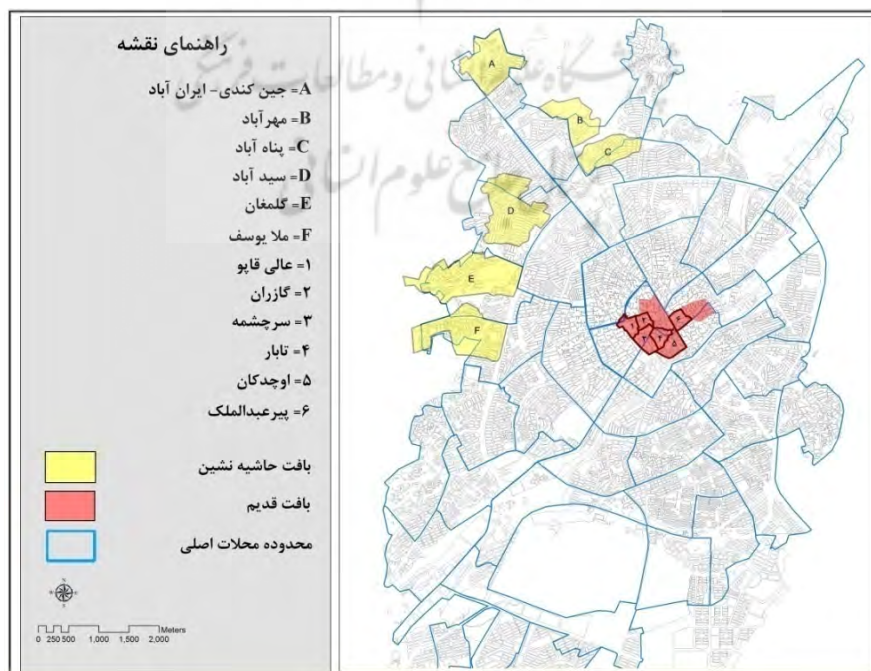 راهنمای نقشه
A= جین کندی- ایران آباد
B= مهرآباد
C= پناه آباد
D= سید آباد
E= گلمغان
F= ملا یوسف
۱= عالی قاپو
۲= گازران
۳= سرچشمه
۴= تابار
۵= اوچدکان
۶= پیرعبدالملک
بافت حاشیه نشین
بافت قدیم
محدوده محلات اصلی
Meters
0 250 500 1,000 1,500 2,000
A
B
C
D
E
F
۵